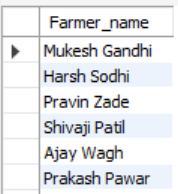 Farmer_name
Mukesh Gandhi
Harsh Sodhi
Pravin Zade
Shivaji Patil
Ajay Wagh
Prakash Pawar